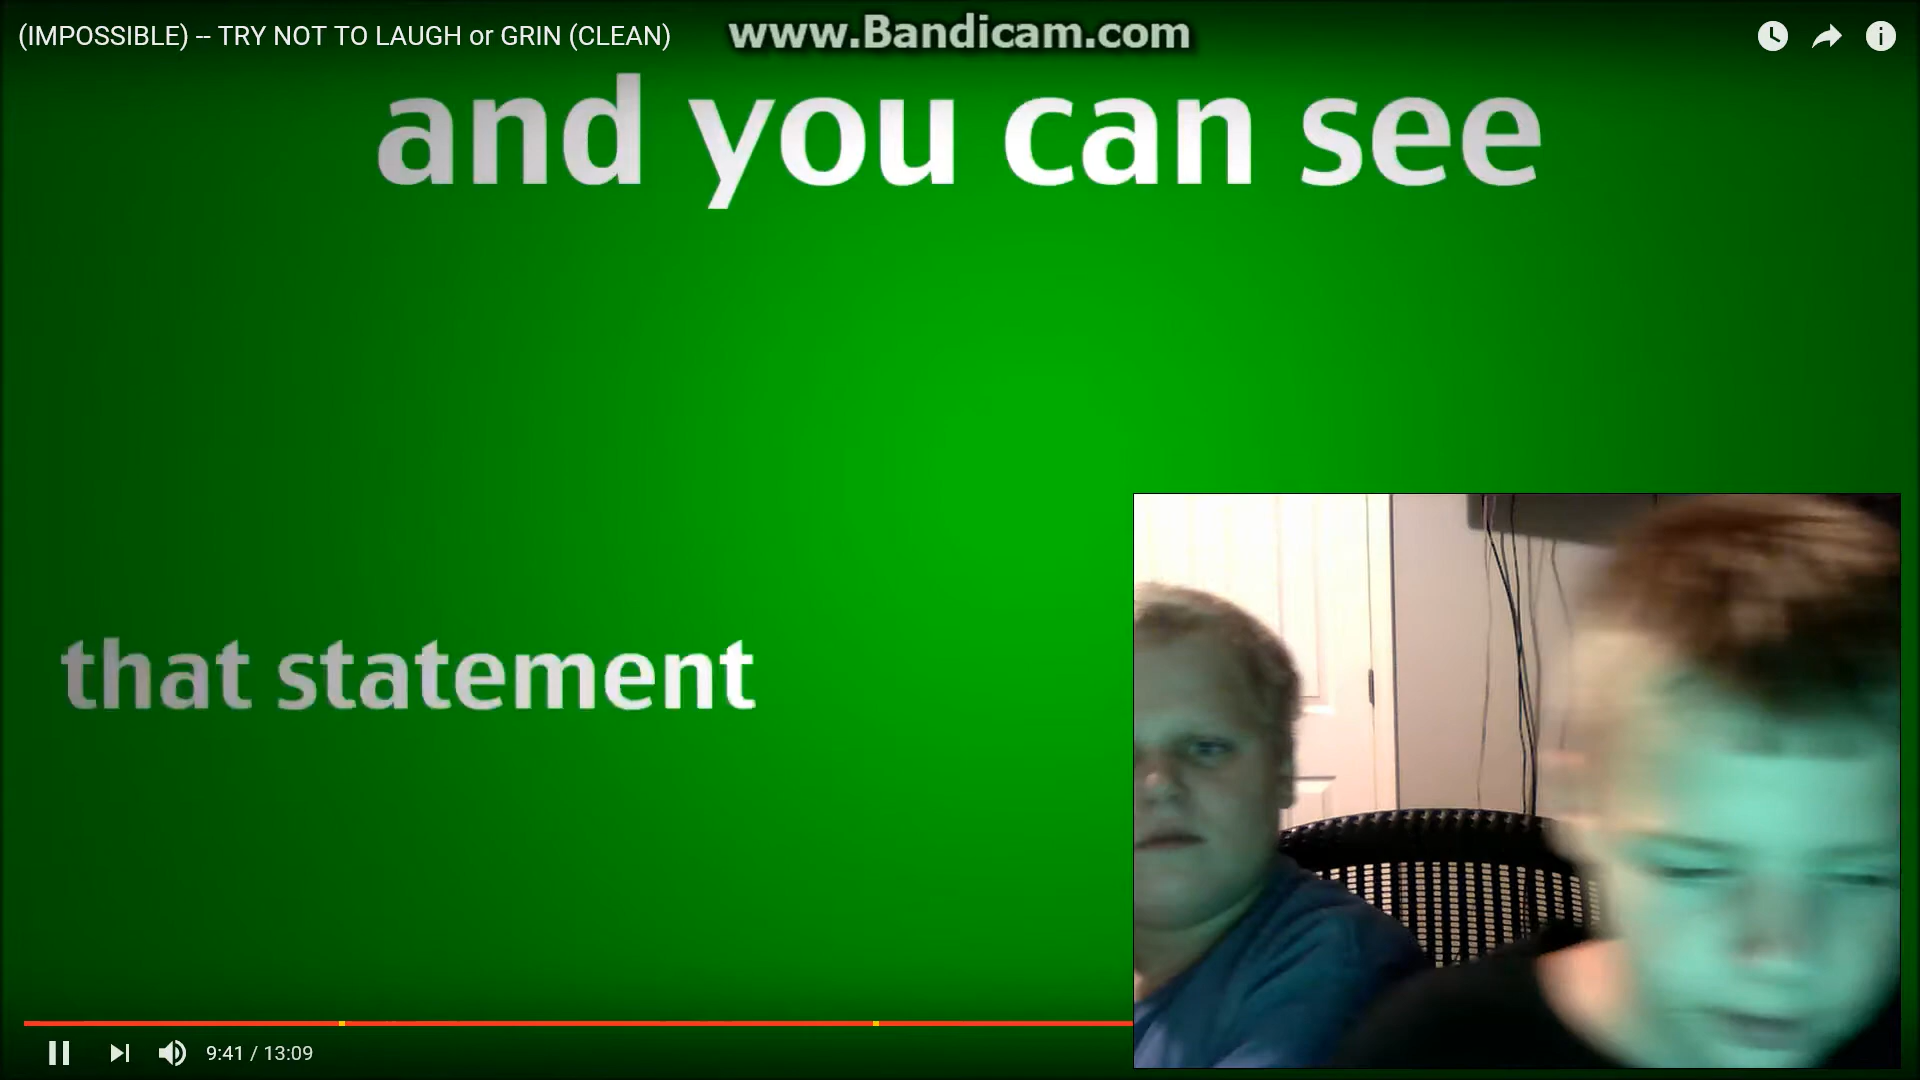 (IMPOSSIBLE) -- TRY NOT TO LAUGH or GRIN (CLEAN)
www.Bandicam.com
and you can see
that statement
9:41 / 13:09